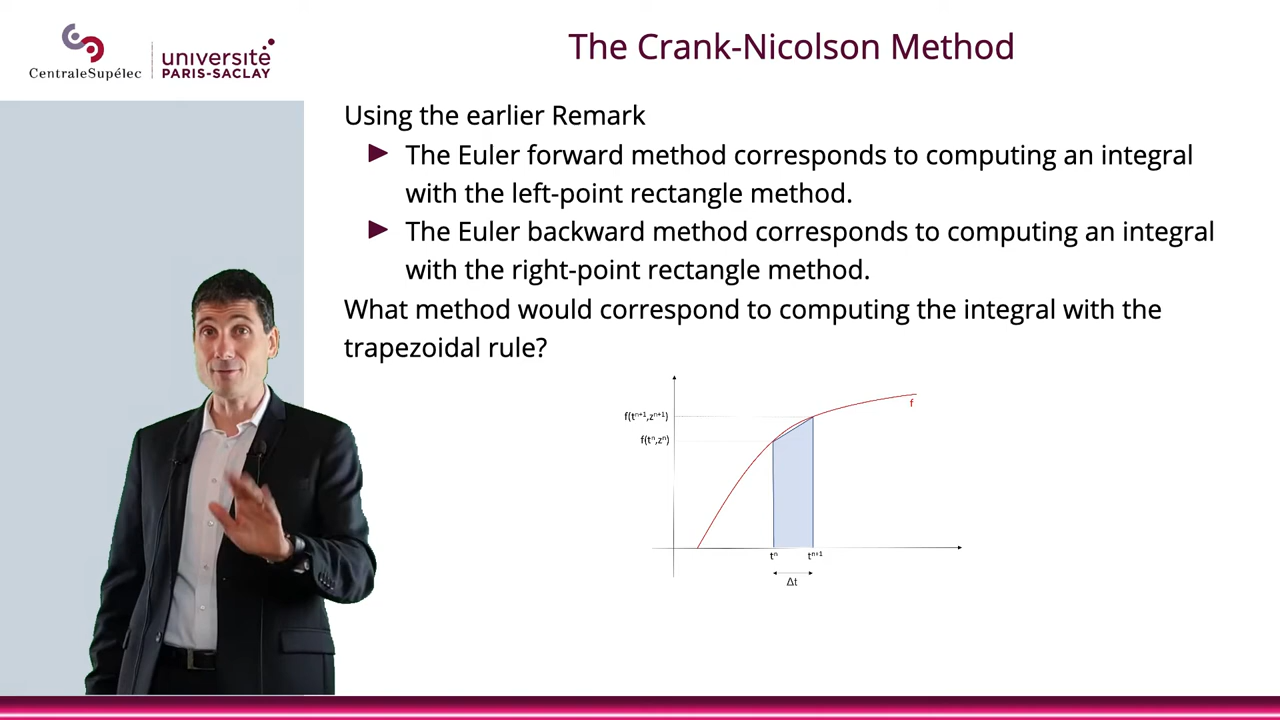 CentraleSupélec
université
PARIS-SACLAY
The Crank-Nicolson Method
Using the earlier Remark
The Euler forward method corresponds to computing an integral
with the left-point rectangle method.
The Euler backward method corresponds to computing an integral
with the right-point rectangle method.
What method would correspond to computing the integral with the
trapezoidal rule?
f
f(tⁿ⁺¹,zⁿ⁺¹)
f(tⁿ,zⁿ)
tⁿ tⁿ⁺¹
Δt